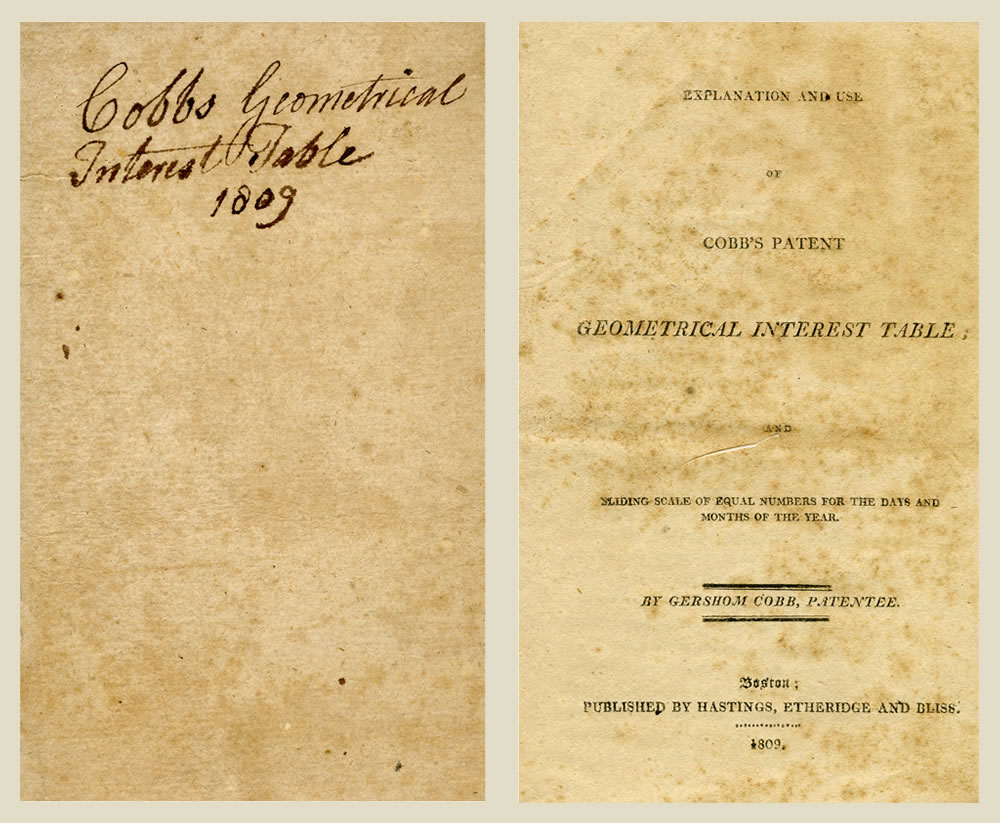 Cobbs Geometrical
Interest Table
1809
EXPLANATION AND USE
OF
COBB'S PATENT
GEOMETRICAL INTEREST TABLE;
AND
SLIDING SCALE OF EQUAL NUMBERS FOR THE DAYS AND
MONTHS OF THE YEAR.
BY GERSHOM COBB, PATENTEE.
Boston:
PUBLISHED BY HASTINGS, ETHERIDGE AND BLISS.
1809.